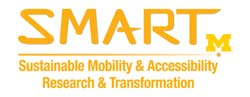 SMART M
Sustainable Mobility & Accessibility
Research & Transformation